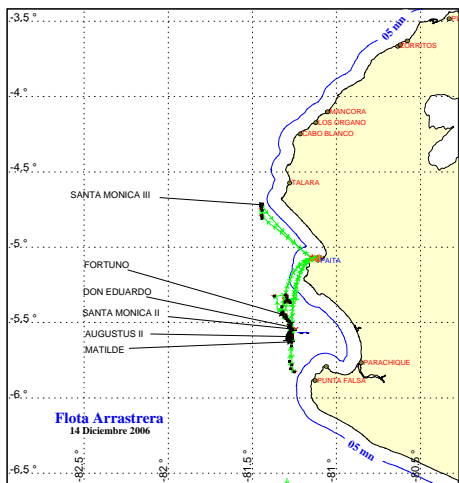 -3.5 °
05 mn
ZORRITOS
-4 °
MANCORA
LOS ORGANO
CABO BLANCO
-4.5 °
TALARA
SANTA MONICA III
-5 °
PAITA
FORTUNO
DON EDUARDO
SANTA MONICA II
-5.5 °
AUGUSTUS II
MATILDE
PARACHIQUE
PUNTA FALSA
-6 °
Flota Arrastrera
14 Diciembre 2006
05 mn
-6.5 °
-82.5 °
-82 °
-81.5 °
-81 °
-80.5 °